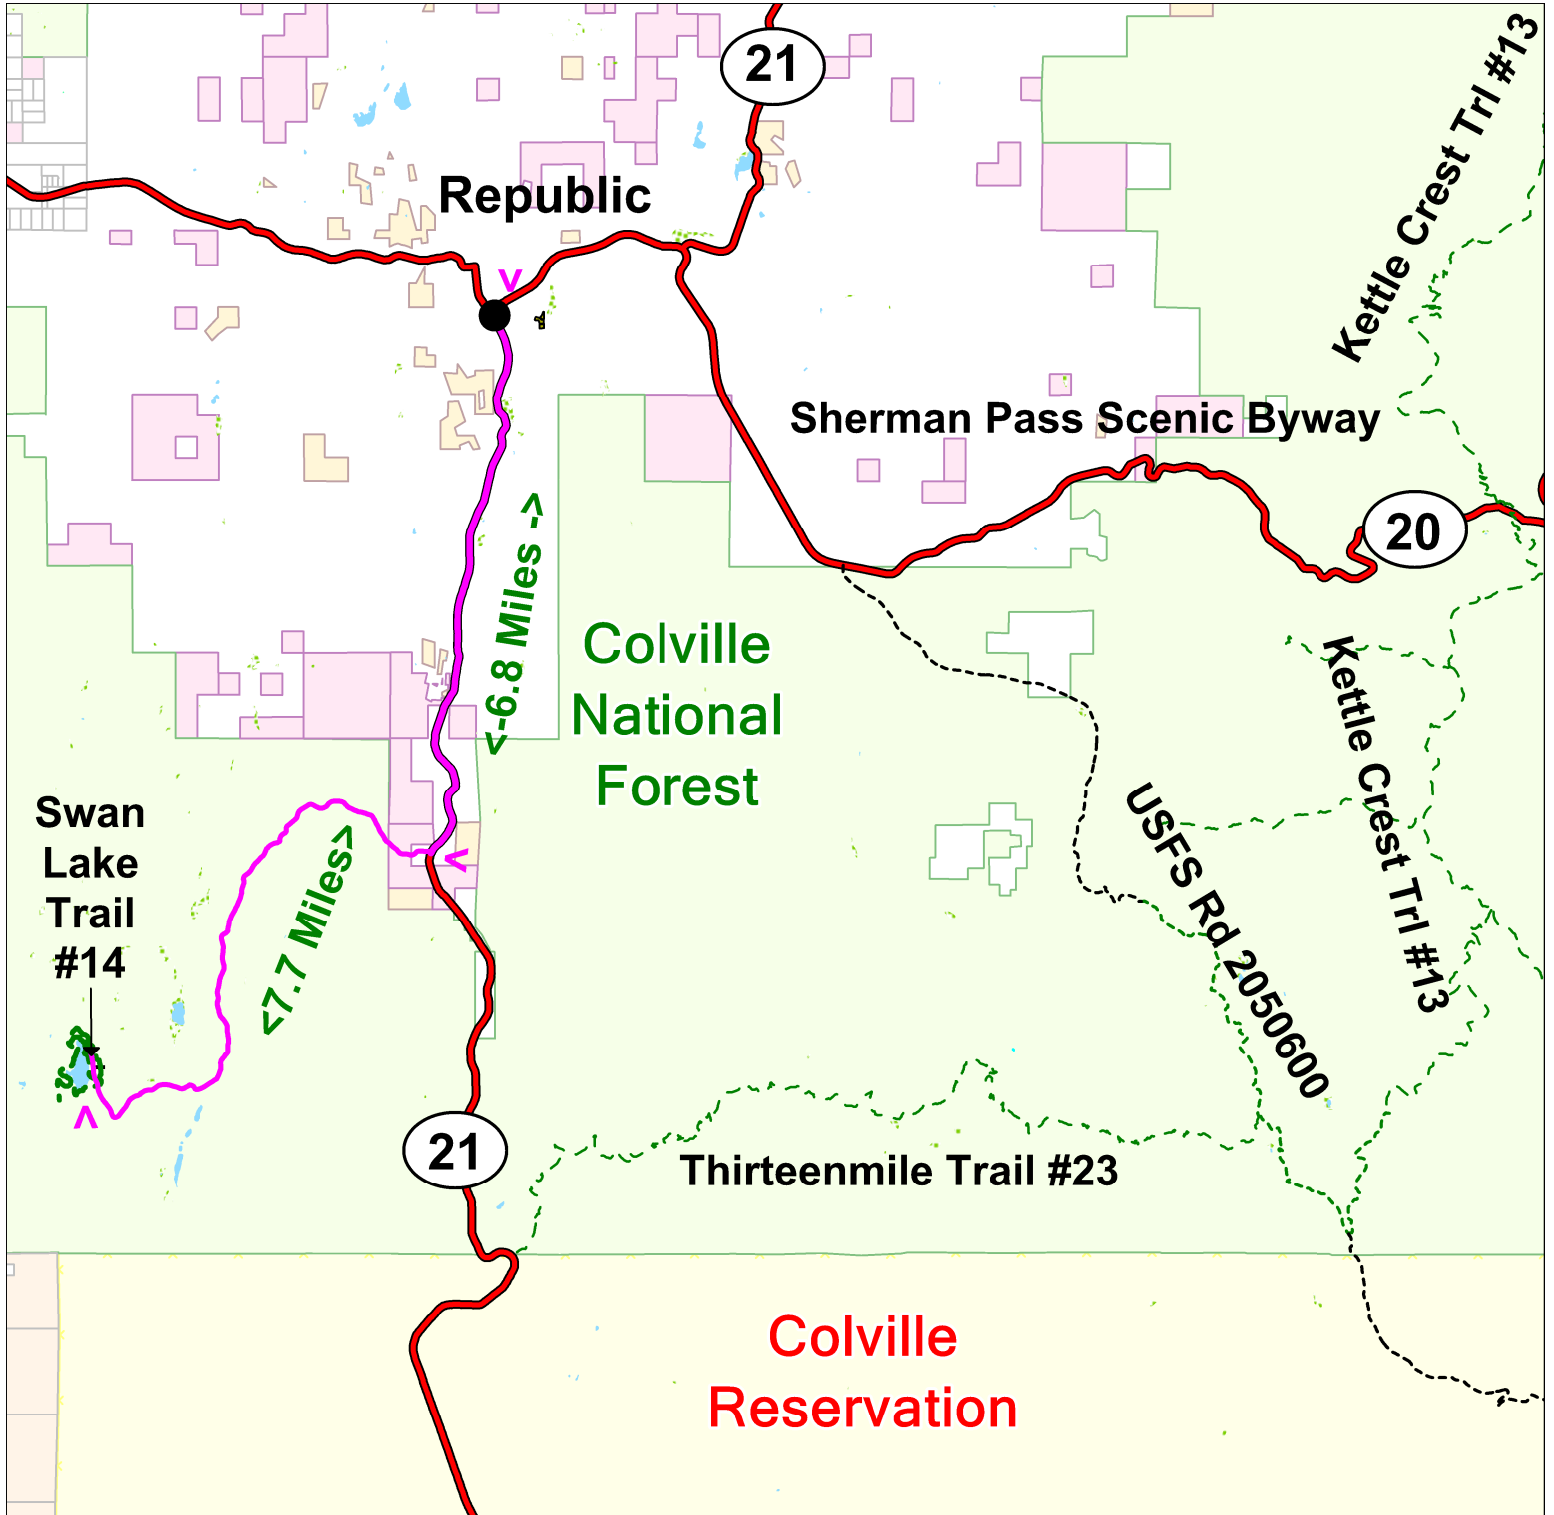 21
Kettle Crest Trl #13
Republic
v
Sherman Pass Scenic Byway
20
<-6.8 Miles ->
Colville
National
Forest
Kettle Crest Trl #13
Swan
Lake
Trail
#14
<7.7 Miles>
<
USFS Rd 2050600
^
21
Thirteenmile Trail #23
Colville
Reservation